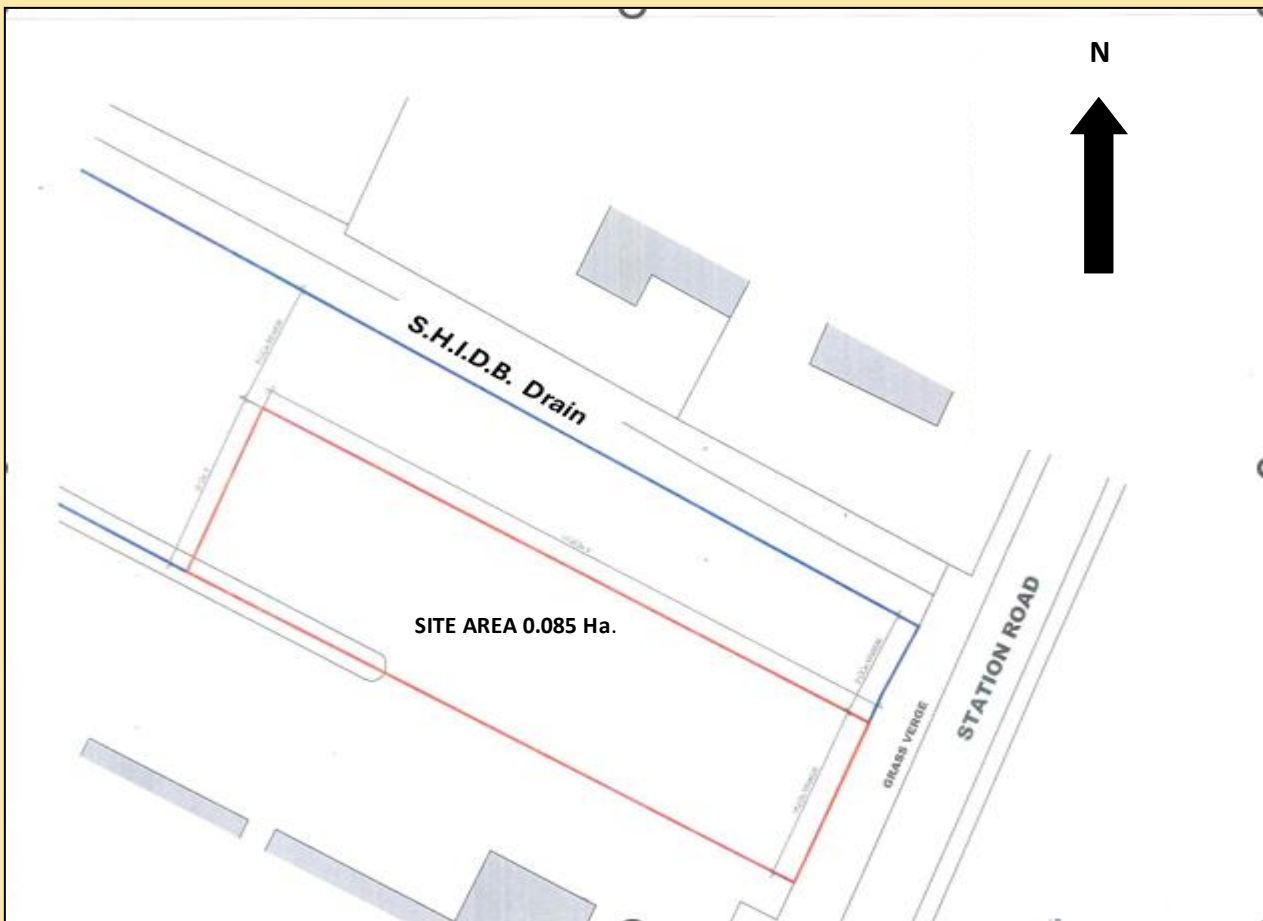 N
S.H.I.D.B. Drain
SITE AREA 0.085 Ha.
STATION ROAD
GRASS VERGE